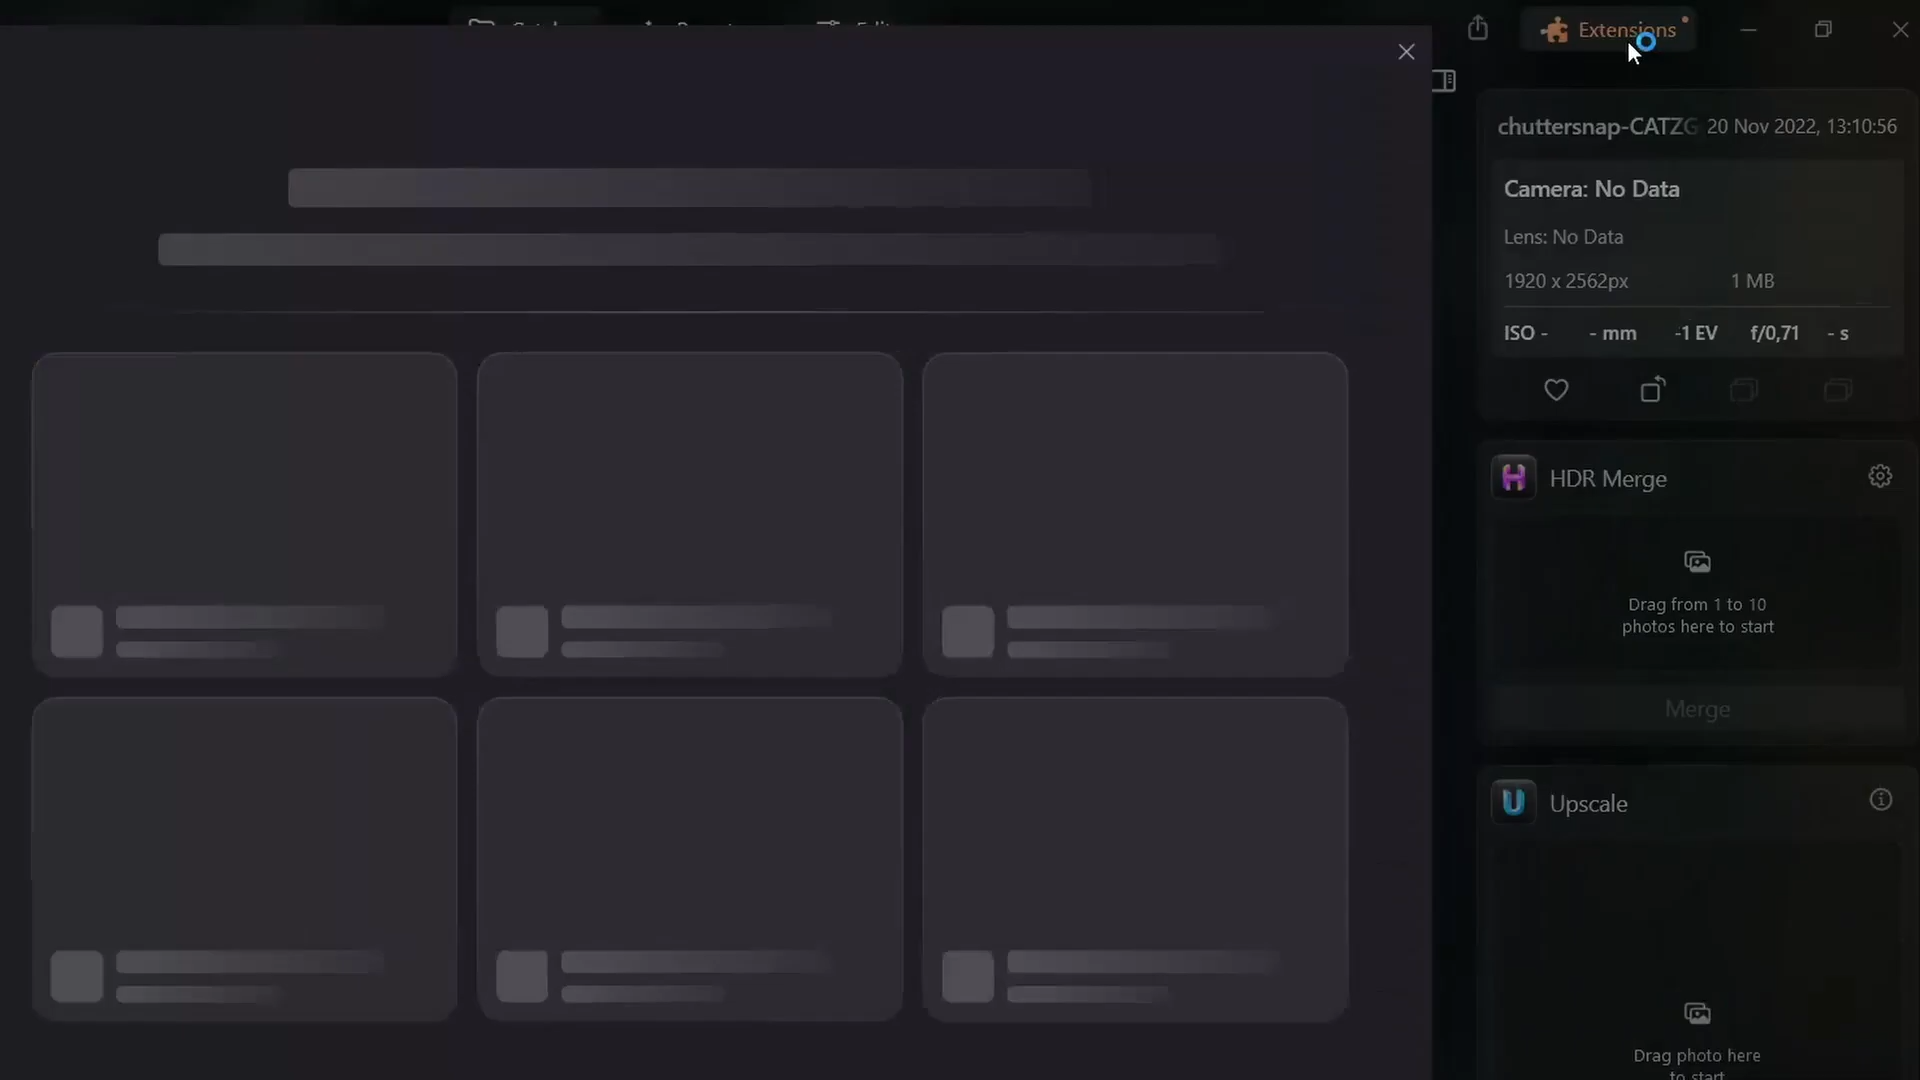 Extensions
chuttersnap-CATZG 20 Nov 2022, 13:10:56
Camera: No Data
Lens: No Data
1920 x 2562px 1 MB
ISO - - mm -1 EV f/0,71 - s
HDR Merge
Drag from 1 to 10
photos here to start
Merge
Upscale
Drag photo here
to start